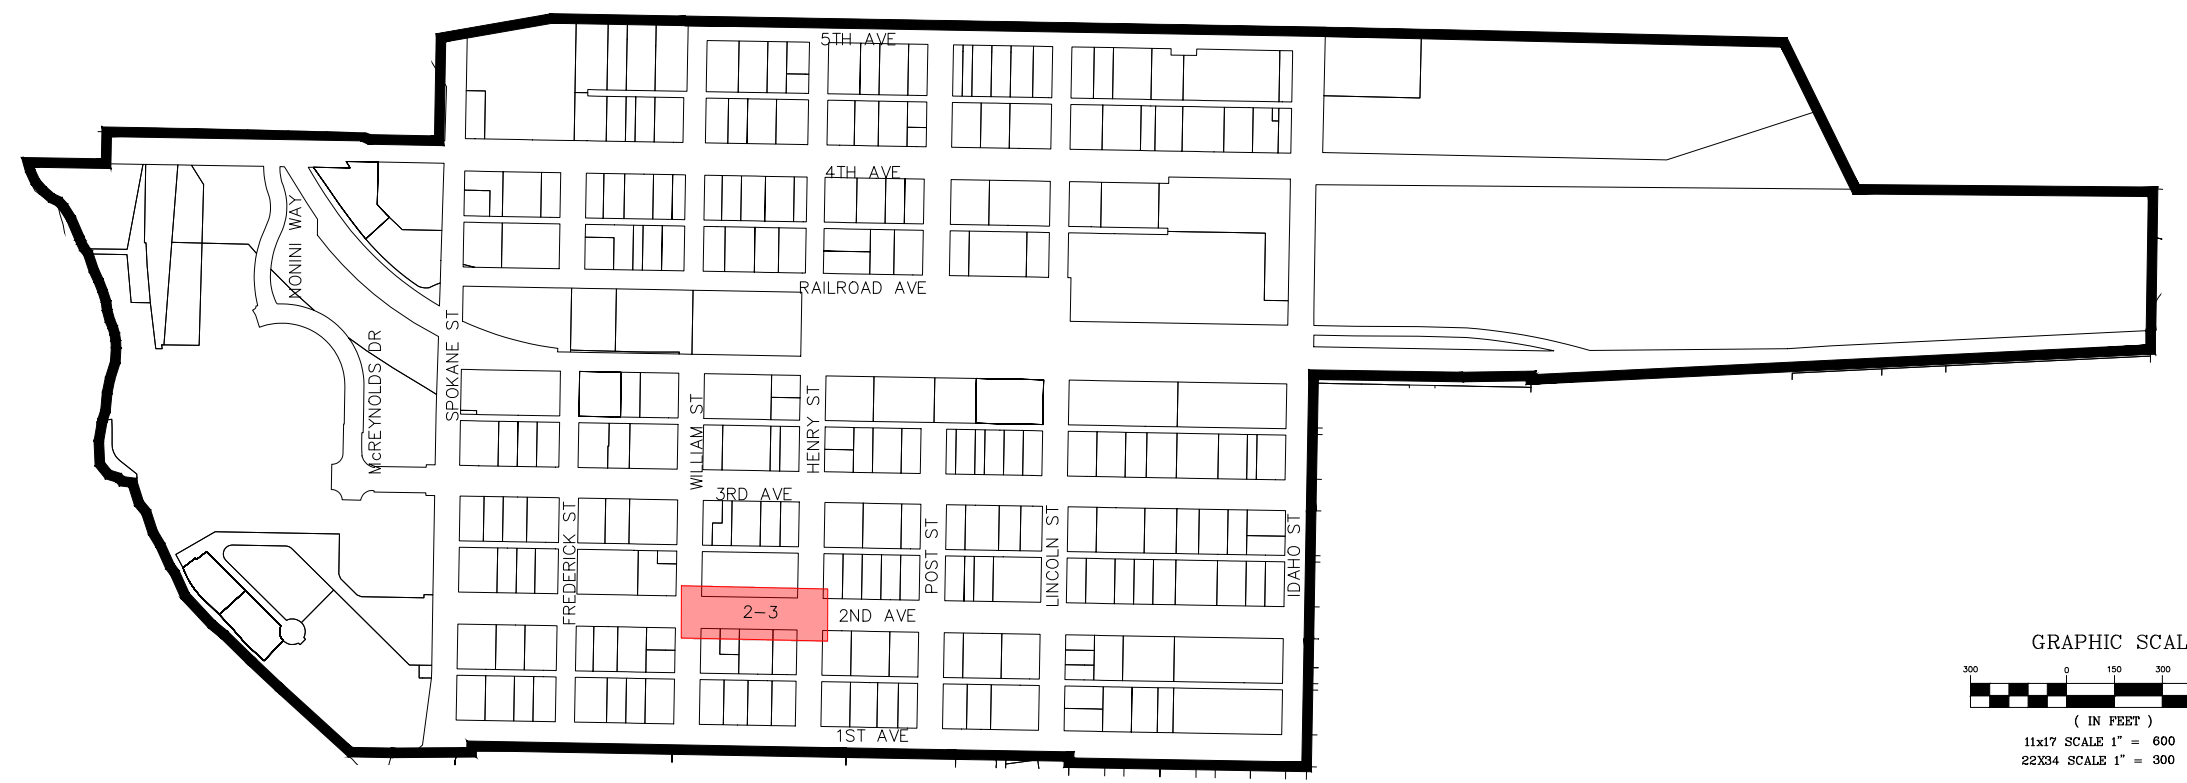 5TH AVE
4TH AVE
NONINI WAY
RAILROAD AVE
SPOKANE ST
McREYNOLDS DR
WILLIAM ST
HENRY ST
3RD AVE
FREDERICK ST
POST ST
LINCOLN ST
IDAHO ST
2-3
2ND AVE
1ST AVE
GRAPHIC SCAL
300 0 150 300
( IN FEET )
11x17 SCALE 1" = 600
22X34 SCALE 1" = 300